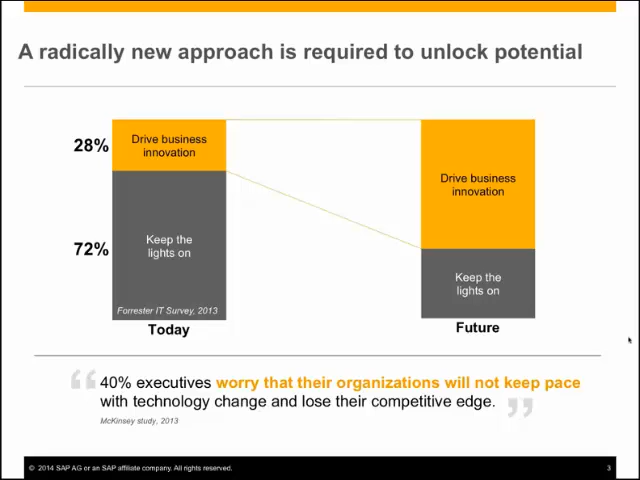 A radically new approach is required to unlock potential
28%
Drive business
innovation
72%
Keep the
lights on
Forrester IT Survey, 2013
Today
Drive business
innovation
Keep the
lights on
Future
“ 40% executives worry that their organizations will not keep pace
with technology change and lose their competitive edge. ”
McKinsey study, 2013
© 2014 SAP AG or an SAP affiliate company. All rights reserved.
3